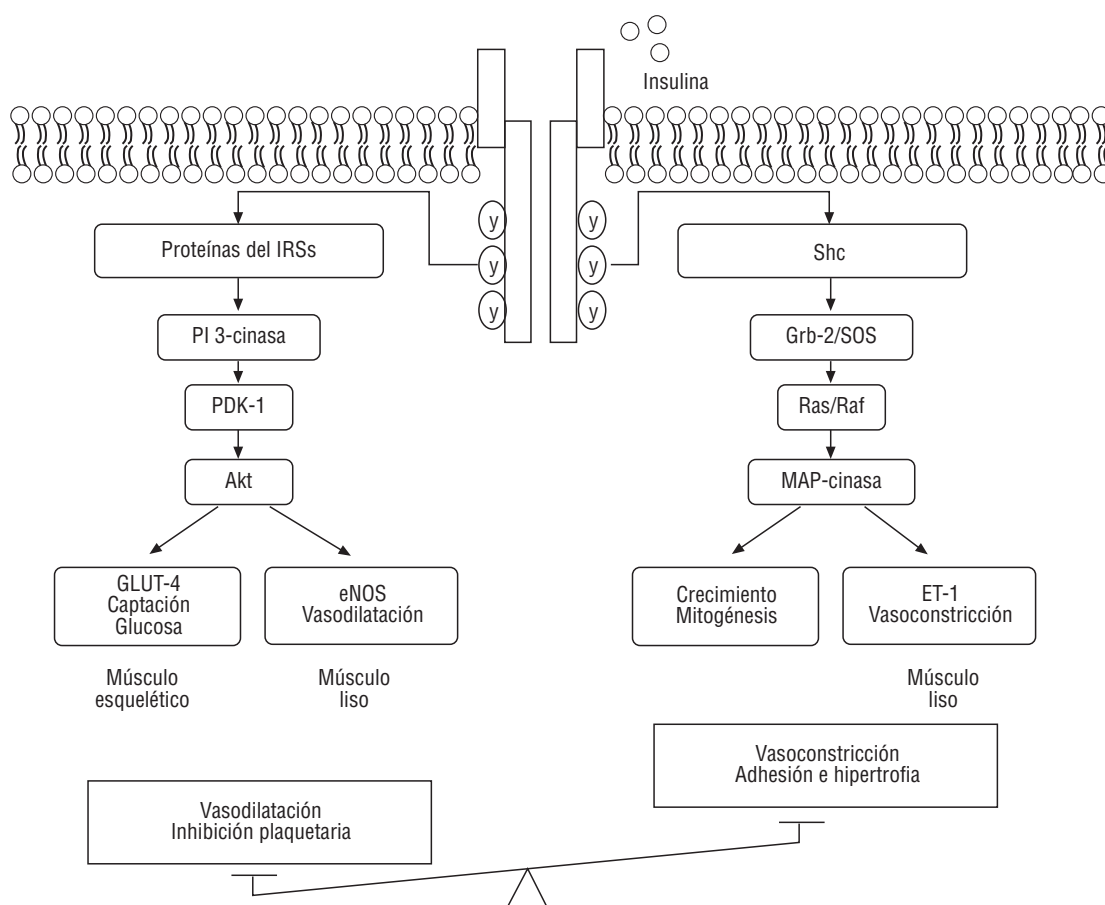 Insulina
y
y
y
y
y
y
Proteínas del IRSs
PI 3-cinasa
PDK-1
Akt
GLUT-4
Captación
Glucosa
eNOS
Vasodilatación
Músculo
esquelético
Músculo
liso
Shc
Grb-2/SOS
Ras/Raf
MAP-cinasa
Crecimiento
Mitogénesis
ET-1
Vasoconstricción
Músculo
liso
Vasodilatación
Inhibición plaquetaria
Vasoconstricción
Adhesión e hipertrofia